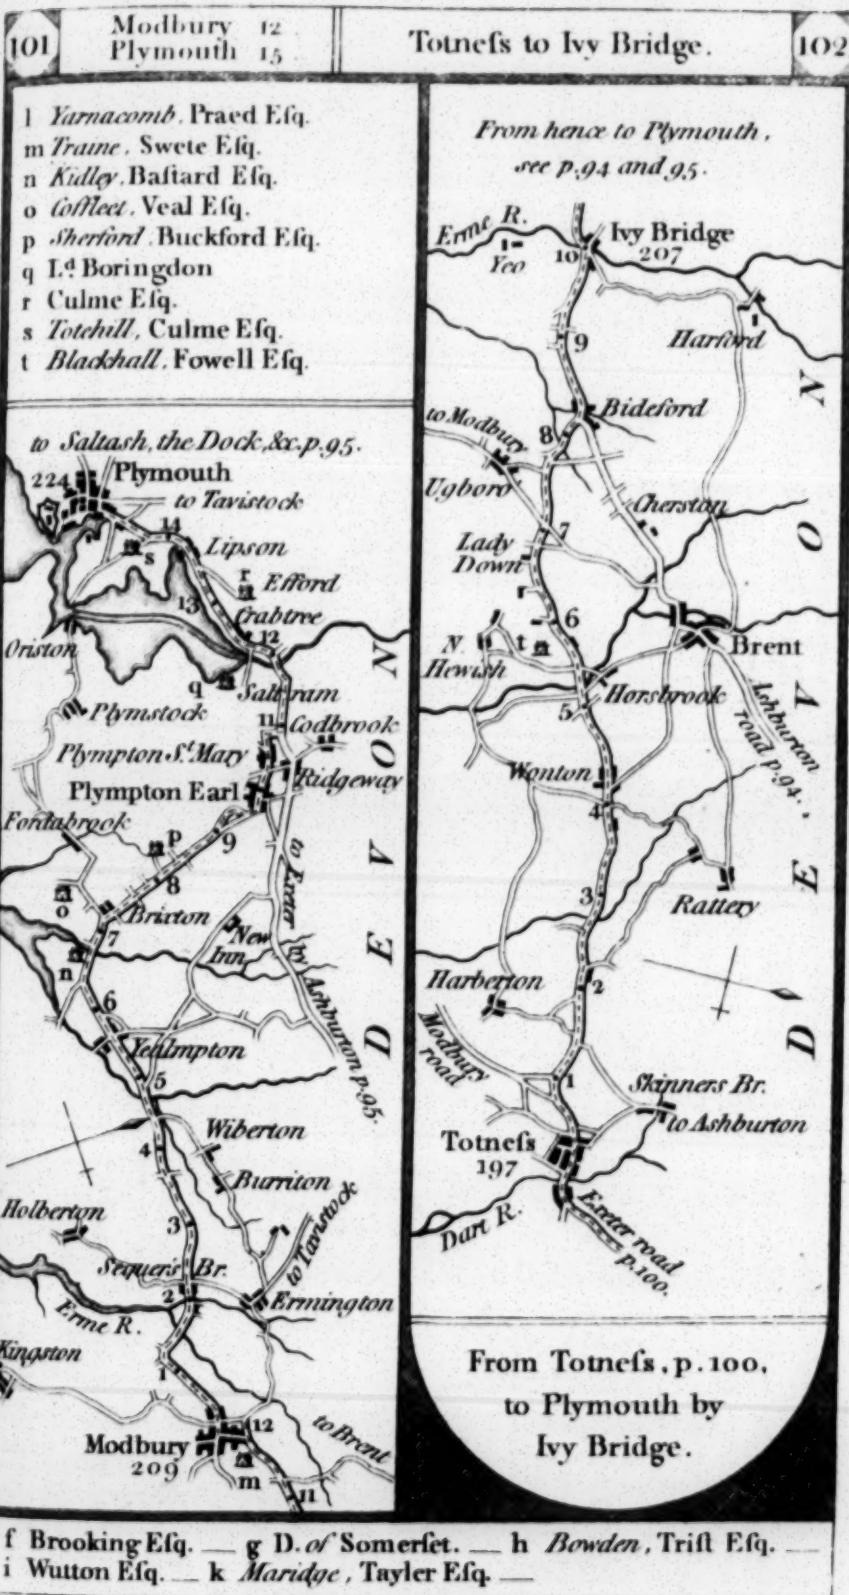 101
Modbury 12
Plymouth 15
Totneſs to Ivy Bridge.
102
l Yarnacomb. Praed Eſq.
m Traine. Swete Eſq.
n Kidley. Baſtard Eſq.
o Coffleet. Veal Eſq.
p Sherford. Buckford Eſq.
q Ld. Boringdon
r Culme Eſq.
s Totehill. Culme Eſq.
t Blackhall. Fowell Eſq.
to Saltash, the Dock, &c. p. 95.
224
Plymouth
to Tavistock
14
s
Lipson
r
Efford
13
Crabtree
12
Oriston
q
Saltram
Plymstock
11
Codbrook
Plympton St. Mary
Ridgeway
Plympton Earl
Fordabrook
p
9
8
to Exeter by Ashburton p. 95.
o
Brixton
7
New
Inn
n
6
Yealmpton
5
Wiberton
4
Burriton
Holberton
3
to Tavistock
Sequer's Br.
2
Ermington
Erme R.
Kingston
1
Modbury
209
12
to Brent
m
11
N
O
V
E
D
From hence to Plymouth,
see p. 94 and 95.
Erme R.
Yeo
10
Ivy Bridge
207
Harford
9
Bideford
to Modbury
8
Ugboro'
Cherston
7
Lady
Down
r
6
N.
Hewish
t
Brent
Horsbrook
5
Ashburton
road p. 94.
Wonton
4
3
Rattery
Harberton
2
Modbury
road
1
Skinners Br.
to Ashburton
Totneſs
197
Dart R.
Exeter road
p. 100.
N
O
V
E
D
From Totneſs, p. 100,
to Plymouth by
Ivy Bridge.
f Brooking Eſq. __ g D. of Somerſet. __ h Bowden, Triſt Eſq. __
i Wutton Eſq. __ k Maridge, Tayler Eſq. __